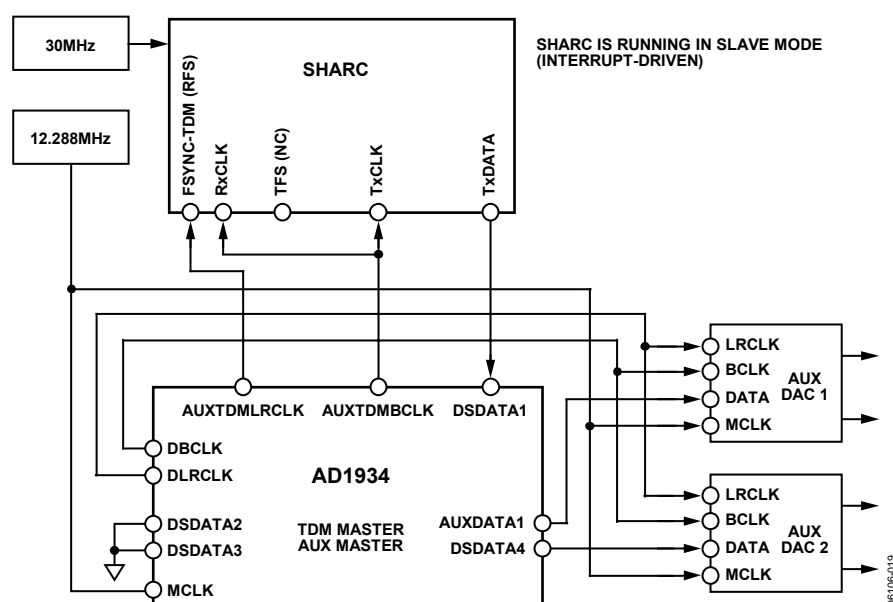 30MHz
12.288MHz
SHARC
SHARC IS RUNNING IN SLAVE MODE
(INTERRUPT-DRIVEN)
FSYNC-TDM (RFS)
RxCLK
TFS (NC)
TxCLK
TxDATA
AUXTDMLRCLK
AUXTDMBCLK
DSDATA1
DBCLK
DLRCLK
DSDATA2
DSDATA3
MCLK
AD1934
TDM MASTER
AUX MASTER
AUXDATA1
DSDATA4
LRCLK
BCLK
DATA
MCLK
AUX
DAC 1
LRCLK
BCLK
DATA
MCLK
AUX
DAC 2
06106-019